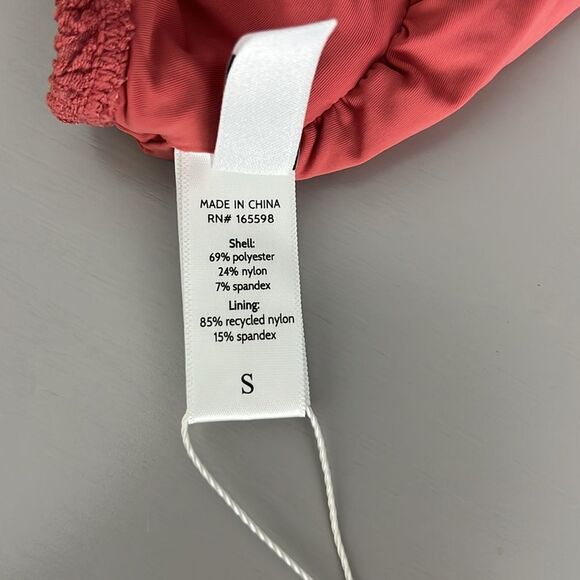 MADE IN CHINA
RN# 165598
Shell:
69% polyester
24% nylon
7% spandex
Lining:
85% recycled nylon
15% spandex
S